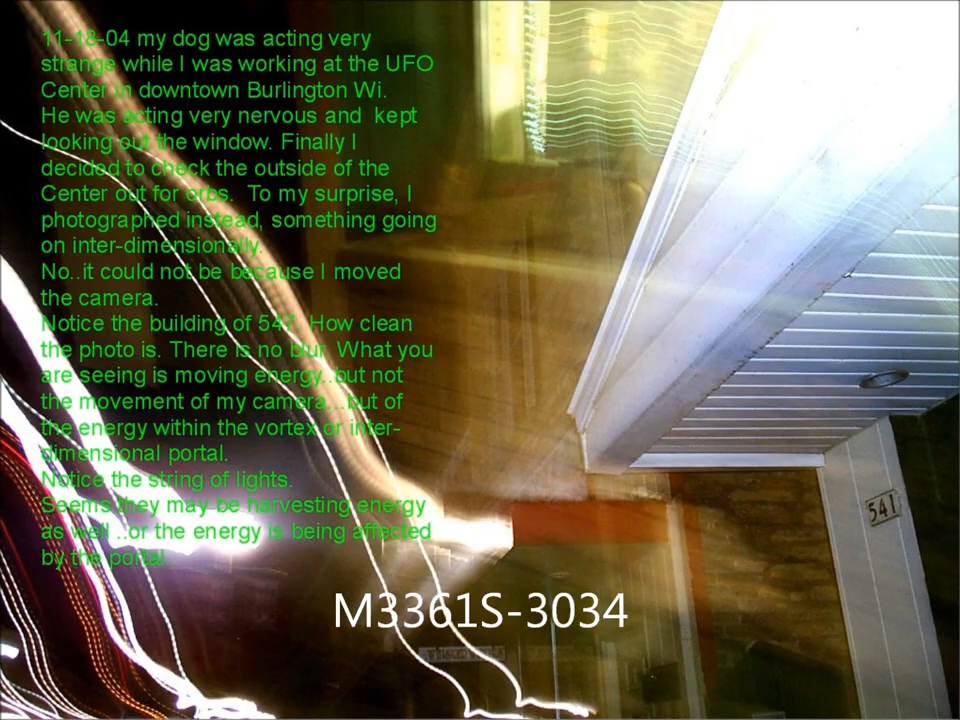 11-18-04 my dog was acting very
strange while I was working at the UFO
Center in downtown Burlington Wi.
He was acting very nervous and kept
looking out the window. Finally I
decided to check the outside of the
Center out for orbs. To my surprise, I
photographed instead, something going
on inter-dimensionally.
No..it could not be because I moved
the camera.
Notice the building of 547. How clean
the photo is. There is no blur. What you
are seeing is moving energy..but not
the movement of my camera...but of
the energy within the vortex or inter-
dimensional portal.
Notice the string of lights.
Seems they may be harvesting energy
as well ..or the energy is being affected
by the portal.
541
M3361S-3034